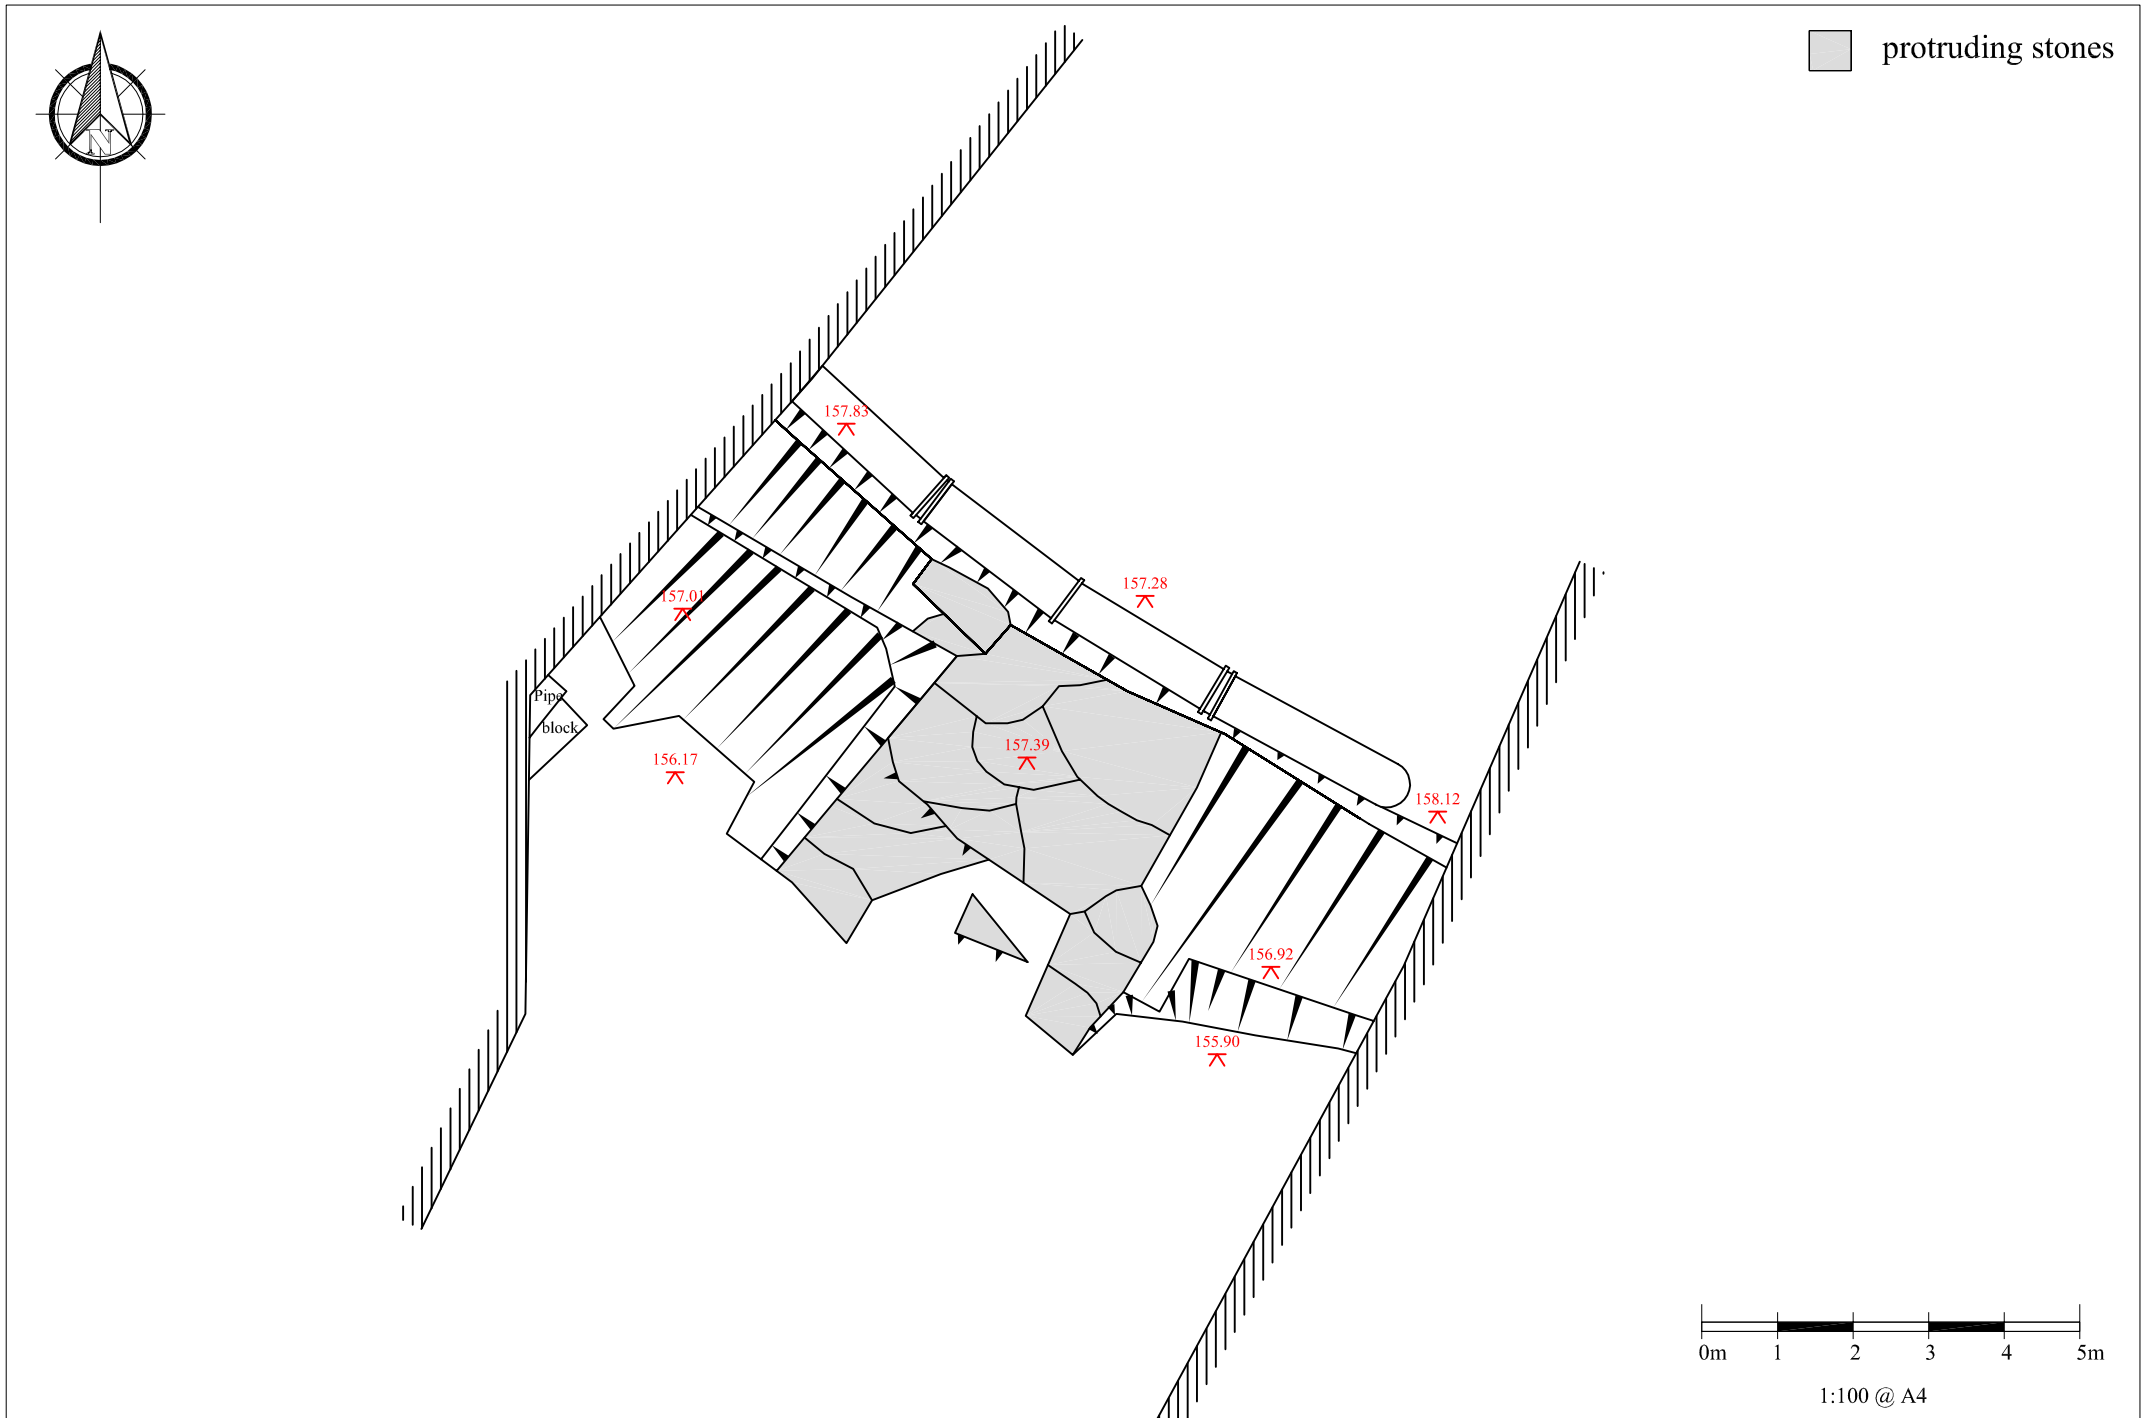 protruding stones
N
157.83
157.28
157.01
Pipe
block
157.39
156.17
158.12
156.92
155.90
0m 1 2 3 4 5m
1:100 @ A4